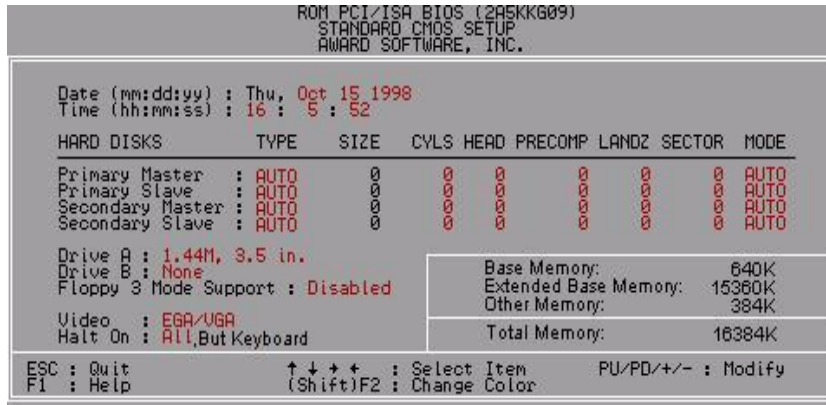 ROM PCI/ISA BIOS (2A5KKG09)
STANDARD CMOS SETUP
AWARD SOFTWARE, INC.
Date (mm:dd:yy) : Thu, Oct 15 1998
Time (hh:mm:ss) : 16 : 5 : 52
HARD DISKS TYPE SIZE CYLS HEAD PRECOMP LANDZ SECTOR MODE
Primary Master : AUTO 0 0 0 0 0 0 AUTO
Primary Slave : AUTO 0 0 0 0 0 0 AUTO
Secondary Master : AUTO 0 0 0 0 0 0 AUTO
Secondary Slave : AUTO 0 0 0 0 0 0 AUTO
Drive A : 1.44M, 3.5 in.
Drive B : None
Floppy 3 Mode Support : Disabled
Video : EGA/VGA
Halt On : All,But Keyboard
Base Memory: 640K
Extended Base Memory: 15360K
Other Memory: 384K
Total Memory: 16384K
ESC : Quit ↑ ↓ → ← : Select Item PU/PD/+/- : Modify
F1 : Help (Shift)F2 : Change Color